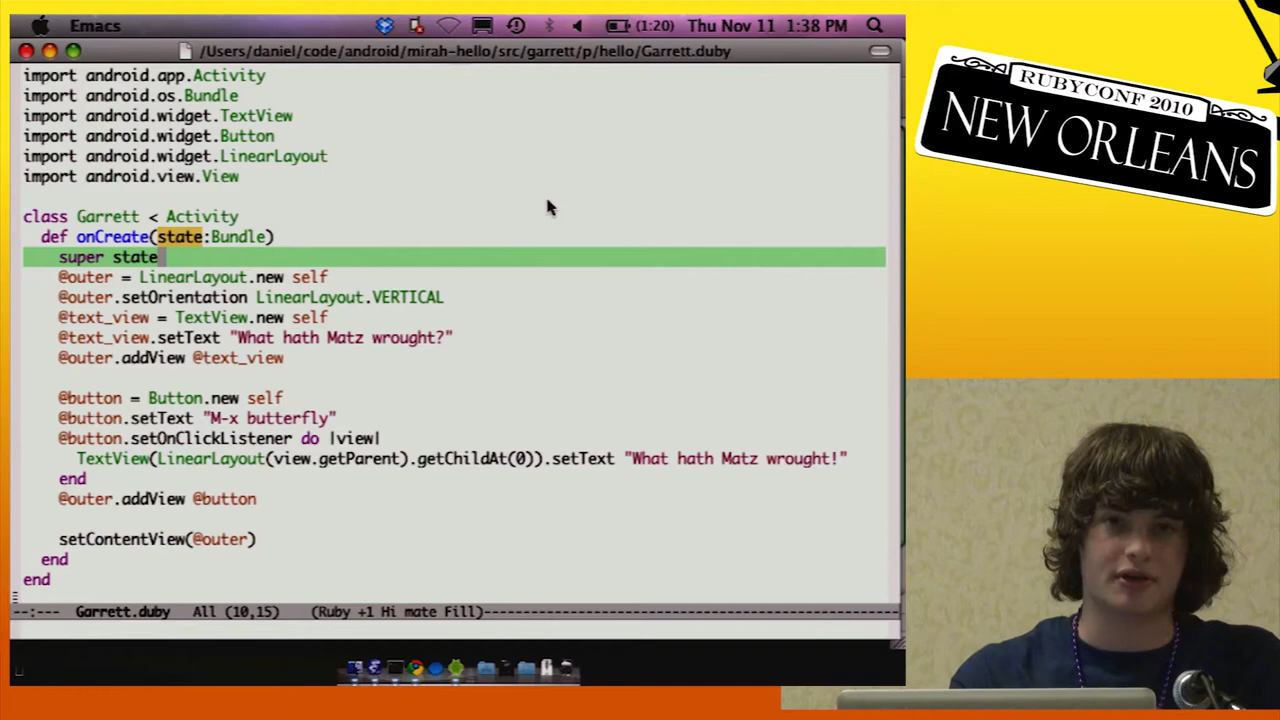 Emacs (1:20) Thu Nov 11 1:38 PM
/Users/daniel/code/android/mirah-hello/src/garrett/p/hello/Garrett.duby
import android.app.Activity
import android.os.Bundle
import android.widget.TextView
import android.widget.Button
import android.widget.LinearLayout
import android.view.View
class Garrett < Activity
def onCreate(state:Bundle)
super state
@outer = LinearLayout.new self
@outer.setOrientation LinearLayout.VERTICAL
@text_view = TextView.new self
@text_view.setText "What hath Matz wrought?"
@outer.addView @text_view
@button = Button.new self
@button.setText "M-x butterfly"
@button.setOnClickListener do |view|
TextView(LinearLayout(view.getParent).getChildAt(0)).setText "What hath Matz wrought!"
end
@outer.addView @button
setContentView(@outer)
end
end
--:--- Garrett.duby All (10,15) (Ruby +1 Hi mate Fill)
RUBYCONF 2010
NEW ORLEANS